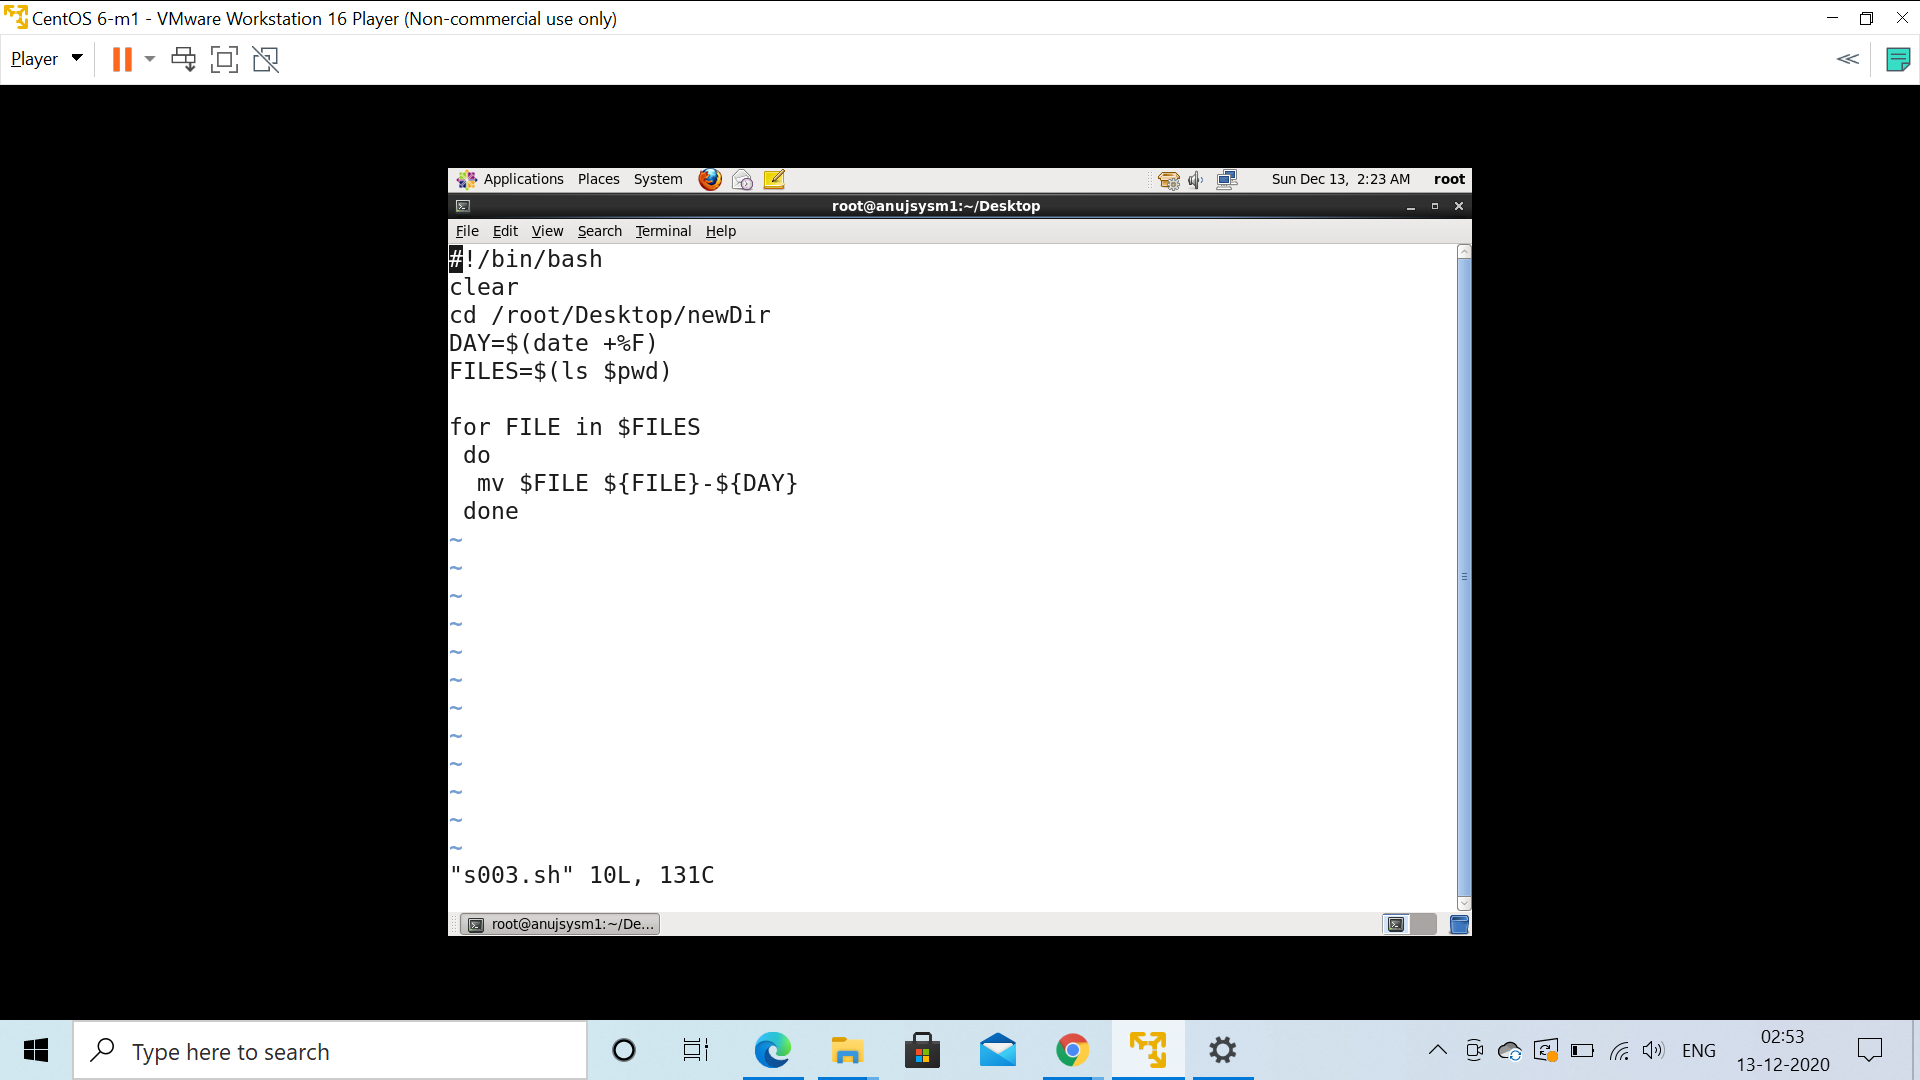 CentOS 6-m1 - VMware Workstation 16 Player (Non-commercial use only)
Player
Applications Places System Sun Dec 13, 2:23 AM root
root@anujsysm1:~/Desktop
File Edit View Search Terminal Help
#!/bin/bash
clear
cd /root/Desktop/newDir
DAY=$(date +%F)
FILES=$(ls $pwd)
for FILE in $FILES
do
mv $FILE ${FILE}-${DAY}
done
~
~
~
~
~
~
~
~
~
~
~
~
"s003.sh" 10L, 131C
root@anujsysm1:~/De...
Type here to search
ENG
02:53
13-12-2020